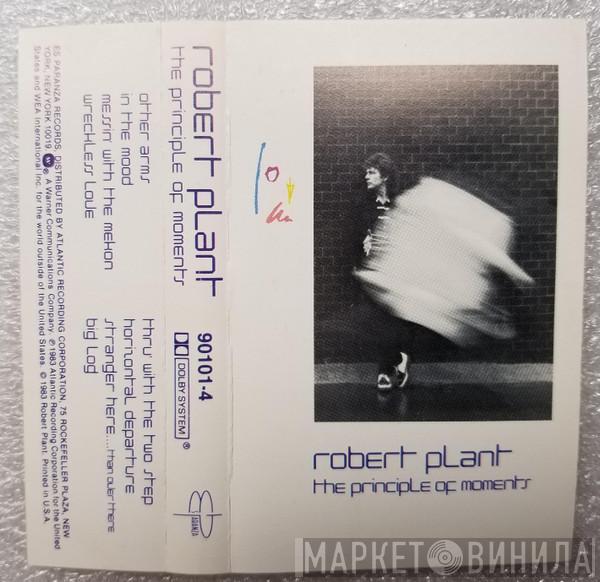 robert plant
the principle of moments
robert plant
the principle of moments
90101-4
DOLBY SYSTEM ®
ES PARANZA
other arms
in the mood
messin with the mekon
wreckless love
thru with the two step
horizontal departure
stranger here... than over there
big log
ES PARANZA RECORDS, DISTRIBUTED BY ATLANTIC RECORDING CORPORATION, 75 ROCKEFELLER PLAZA, NEW
YORK, NEW YORK 10019. W ®, A Warner Communications Company. ℗ 1983 Atlantic Recording Corporation for the United
States and WEA International Inc. for the world outside of the United States. © 1983 Robert Plant. Printed in U.S.A.
МАРКЕТ ВИНИЛА